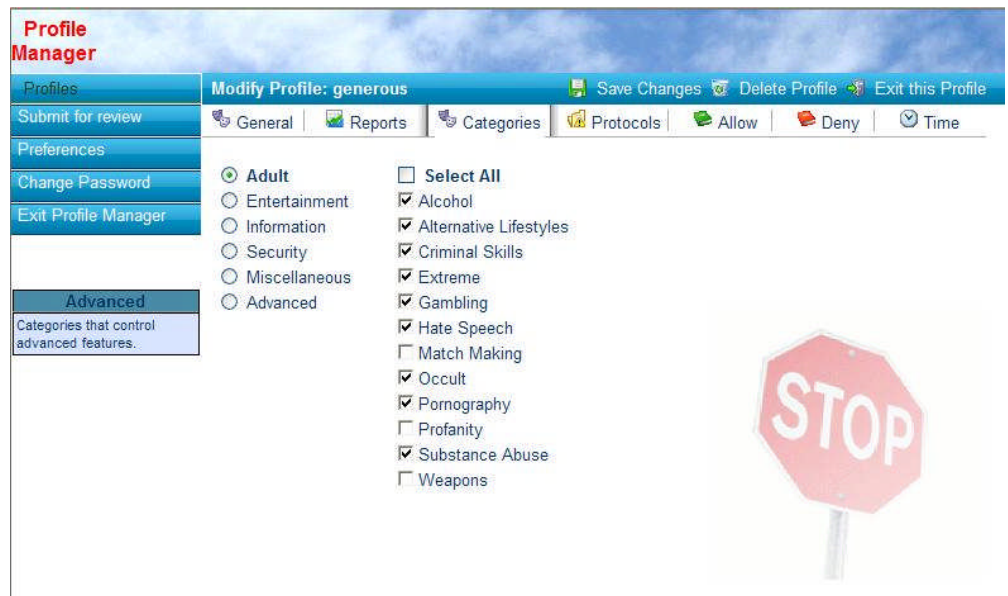 Profile
Manager
Profiles
Submit for review
Preferences
Change Password
Exit Profile Manager
Advanced
Categories that control
advanced features.
Modify Profile: generous
Save Changes
Delete Profile
Exit this Profile
General
Reports
Categories
Protocols
Allow
Deny
Time
Adult
Entertainment
Information
Security
Miscellaneous
Advanced
Select All
Alcohol
Alternative Lifestyles
Criminal Skills
Extreme
Gambling
Hate Speech
Match Making
Occult
Pornography
Profanity
Substance Abuse
Weapons
STOP